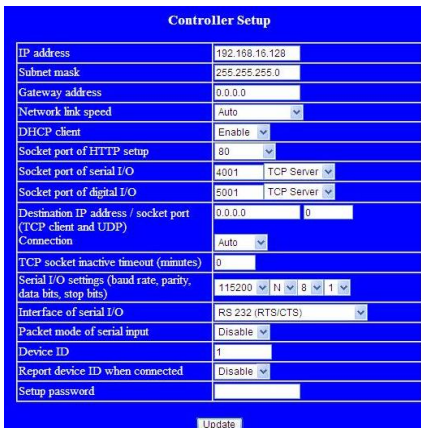 Controller Setup
IP address 192.168.16.128
Subnet mask 255.255.255.0
Gateway address 0.0.0.0
Network link speed Auto
DHCP client Enable
Socket port of HTTP setup 80
Socket port of serial I/O 4001 TCP Server
Socket port of digital I/O 5001 TCP Server
Destination IP address / socket port 0.0.0.0 0
(TCP client and UDP)
Connection Auto
TCP socket inactive timeout (minutes) 0
Serial I/O settings (baud rate, parity, 115200 N 8 1
data bits, stop bits)
Interface of serial I/O RS 232 (RTS/CTS)
Packet mode of serial input Disable
Device ID 1
Report device ID when connected Disable
Setup password
Update